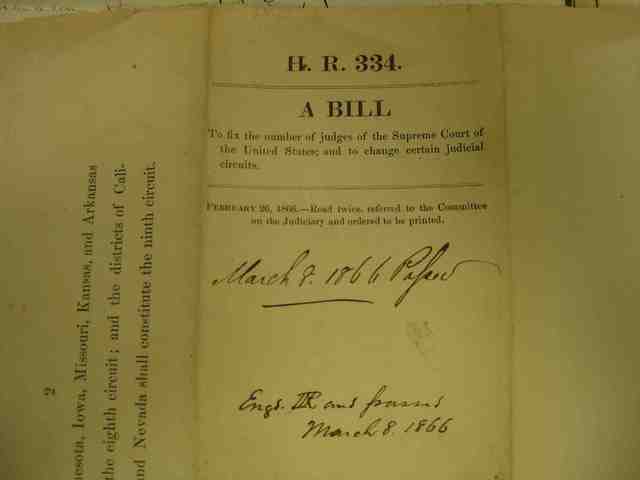 H. R. 334.
A BILL
To fix the number of judges of the Supreme Court of
the United States; and to change certain judicial
circuits.
FEBRUARY 26, 1866.—Read twice, referred to the Committee
on the Judiciary and ordered to be printed.
March 8. 1866 Passed
Engd. IIIR and passed
March 8. 1866
2
nesota, Iowa, Missouri, Kansas, and Arkansas
the eighth circuit; and the districts of Cali-
nd Nevada shall constitute the ninth circuit.